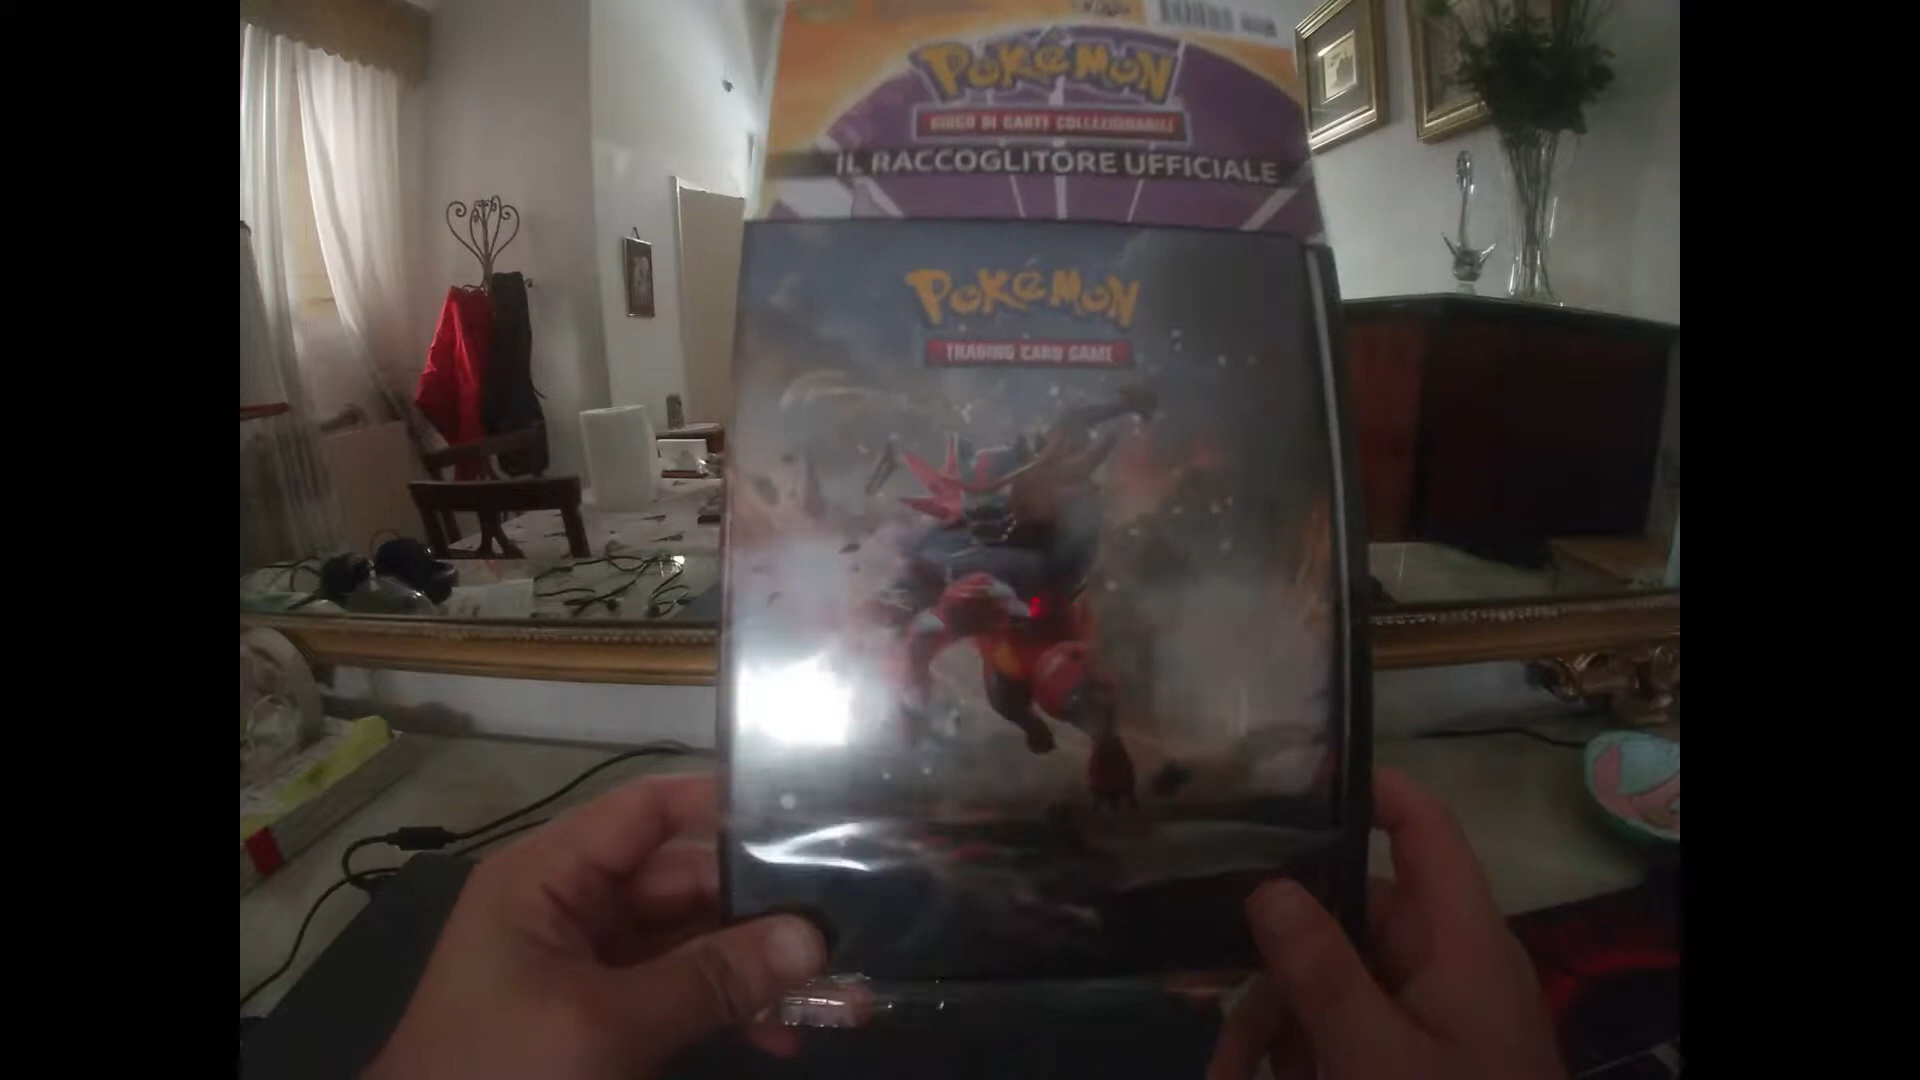 POKéMON
GIOCO DI CARTE COLLEZIONABILI
IL RACCOGLITORE UFFICIALE
POKéMON
TRADING CARD GAME